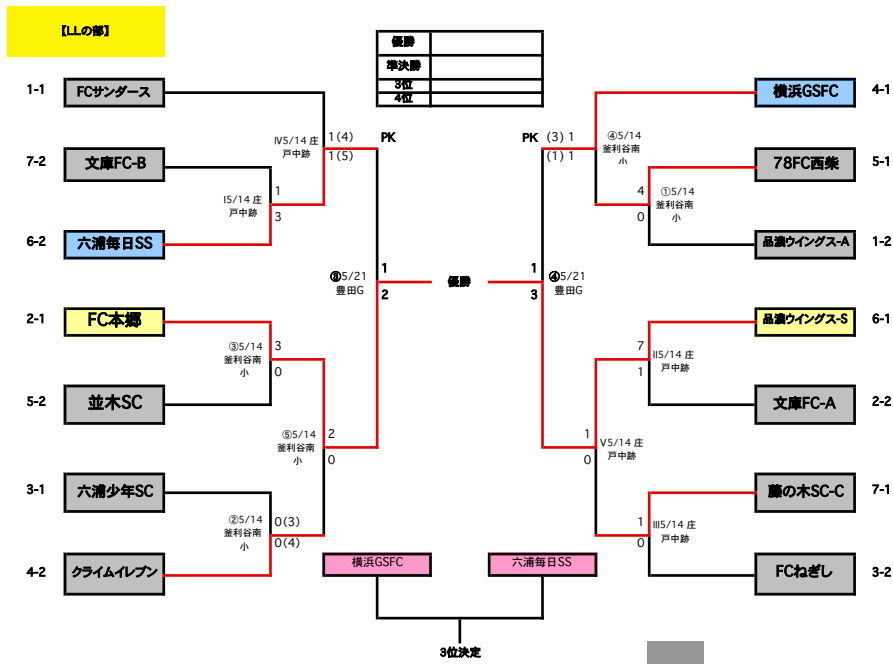 【LLの部】
優勝
準決勝
3位
4位
1-1
FCサンダース
横浜GSFC
4-1
Ⅳ5/14 庄
戸中跡
1(4)
1(5)
PK
PK
(3) 1
(1) 1
④5/14
釜利谷南
小
7-2
文庫FC-B
78FC西柴
5-1
Ⅰ5/14 庄
戸中跡
1
3
4
0
①5/14
釜利谷南
小
6-2
六浦毎日SS
品濃ウイングス-A
1-2
③5/21
豊田G
1
2
優勝
1
3
④5/21
豊田G
2-1
FC本郷
品濃ウイングス-S
6-1
③5/14
釜利谷南
小
3
0
7
1
Ⅱ5/14 庄
戸中跡
5-2
並木SC
文庫FC-A
2-2
⑤5/14
釜利谷南
小
2
0
1
0
Ⅴ5/14 庄
戸中跡
3-1
六浦少年SC
藤の木SC-C
7-1
②5/14
釜利谷南
小
0(3)
0(4)
1
0
Ⅲ5/14 庄
戸中跡
4-2
クライムイレブン
FCねぎし
3-2
横浜GSFC
六浦毎日SS
3位決定